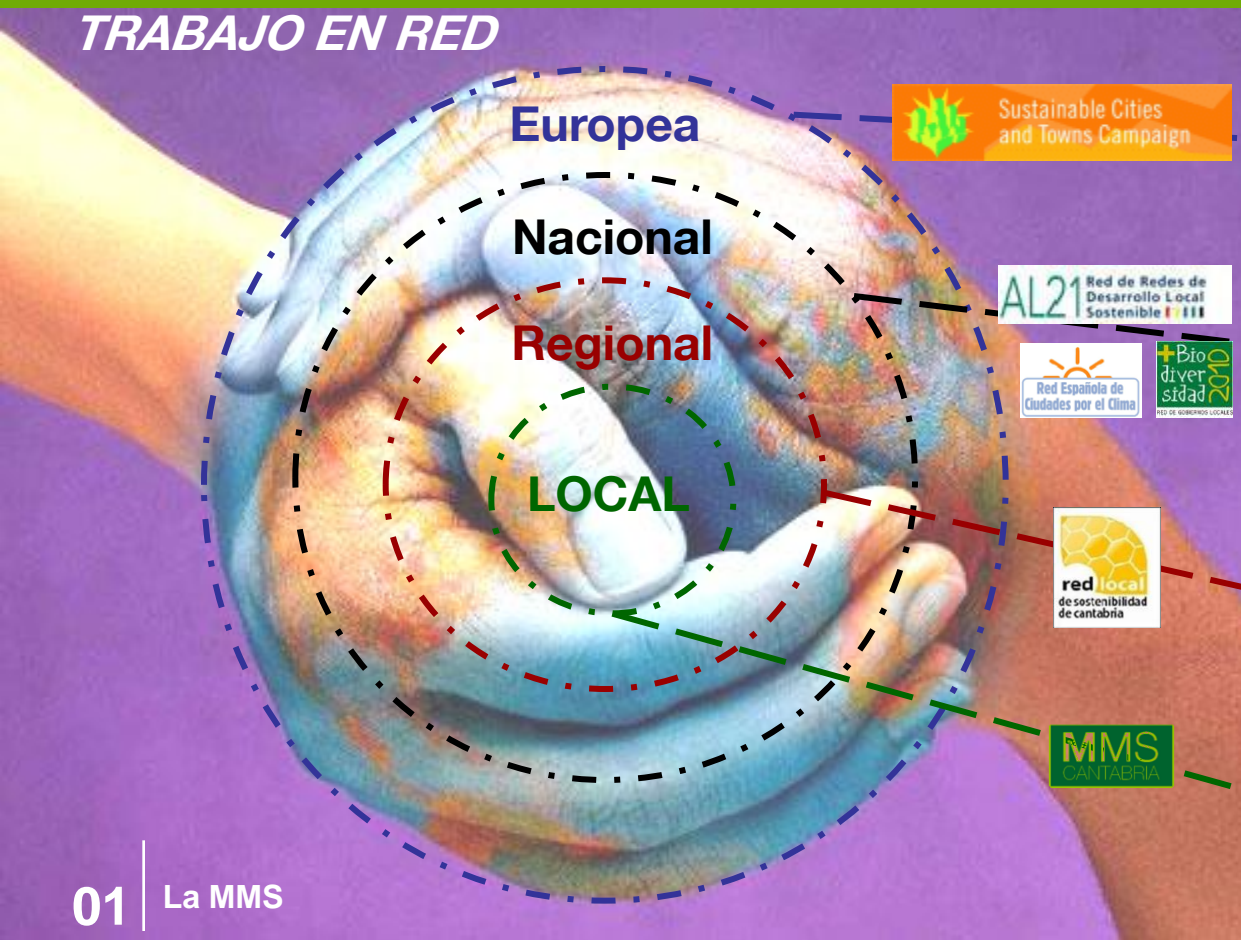 TRABAJO EN RED
Europea
Sustainable Cities
and Towns Campaign
Nacional
AL21 Red de Redes de
Desarrollo Local
Sostenible
Regional
Red Española de
Ciudades por el Clima
+Bio
diver
sidad
2010
RED DE GOBIERNOS LOCALES
LOCAL
red local
de sostenibilidad
de cantabria
MMS
CANTABRIA
01
La MMS